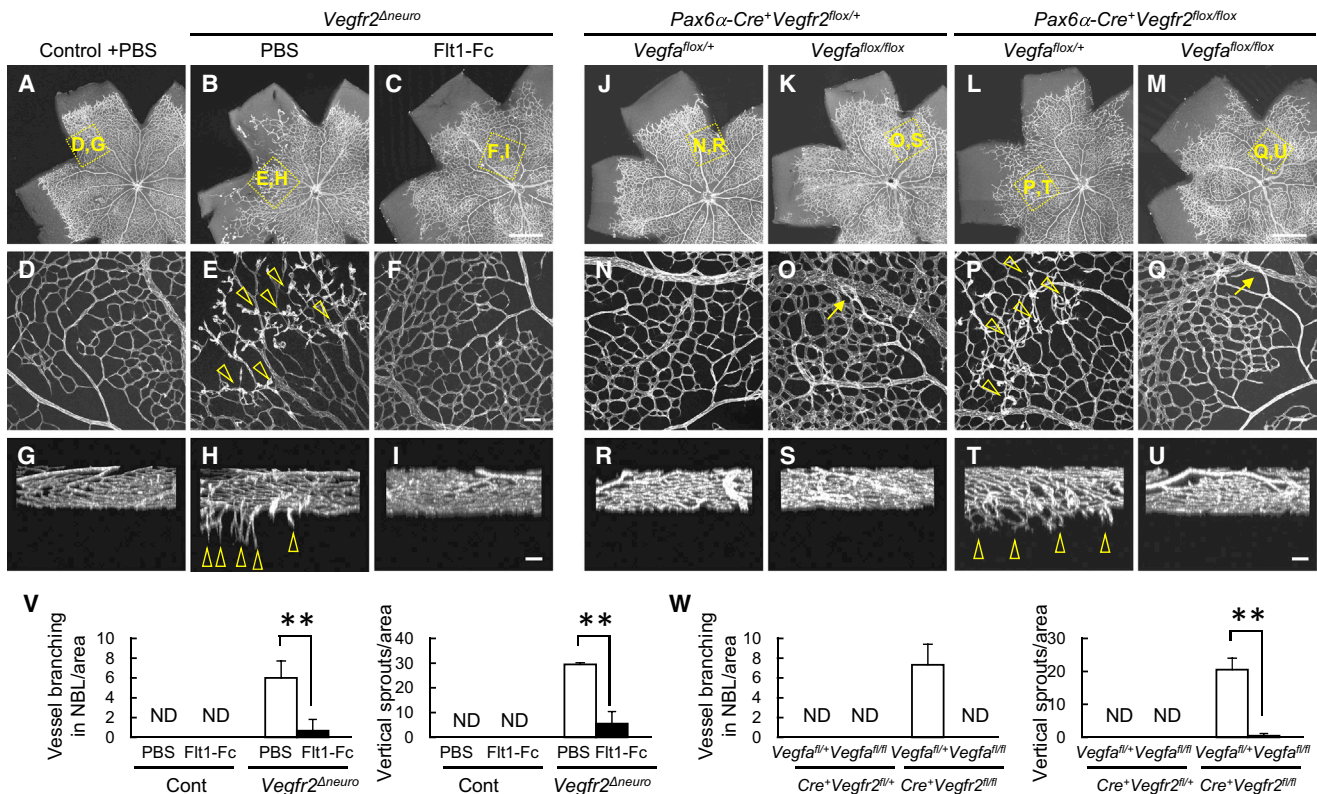 Vegfr2Δneuro
Pax6α-Cre+Vegfr2flox/+
Pax6α-Cre+Vegfr2flox/flox
Control +PBS
PBS
Flt1-Fc
Vegfaflox/+
Vegfaflox/flox
Vegfaflox/+
Vegfaflox/flox
A
B
C
J
K
L
M
D,G
E,H
F,I
N,R
O,S
P,T
Q,U
D
E
F
N
O
P
Q
G
H
I
R
S
T
U
V
Vessel branching
in NBL/area
10
8
6
4
2
0
ND
ND
**
PBS
Flt1-Fc
PBS
Flt1-Fc
Cont
Vegfr2Δneuro
Vertical sprouts/area
40
30
20
10
0
ND
ND
**
PBS
Flt1-Fc
PBS
Flt1-Fc
Cont
Vegfr2Δneuro
W
Vessel branching
in NBL/area
10
8
6
4
2
0
ND
ND
ND
Vegfafl/+
Vegfafl/fl
Vegfafl/+
Vegfafl/fl
Cre+Vegfr2fl/+
Cre+Vegfr2fl/fl
Vertical sprouts/area
30
20
10
0
ND
ND
**
Vegfafl/+
Vegfafl/fl
Vegfafl/+
Vegfafl/fl
Cre+Vegfr2fl/+
Cre+Vegfr2fl/fl